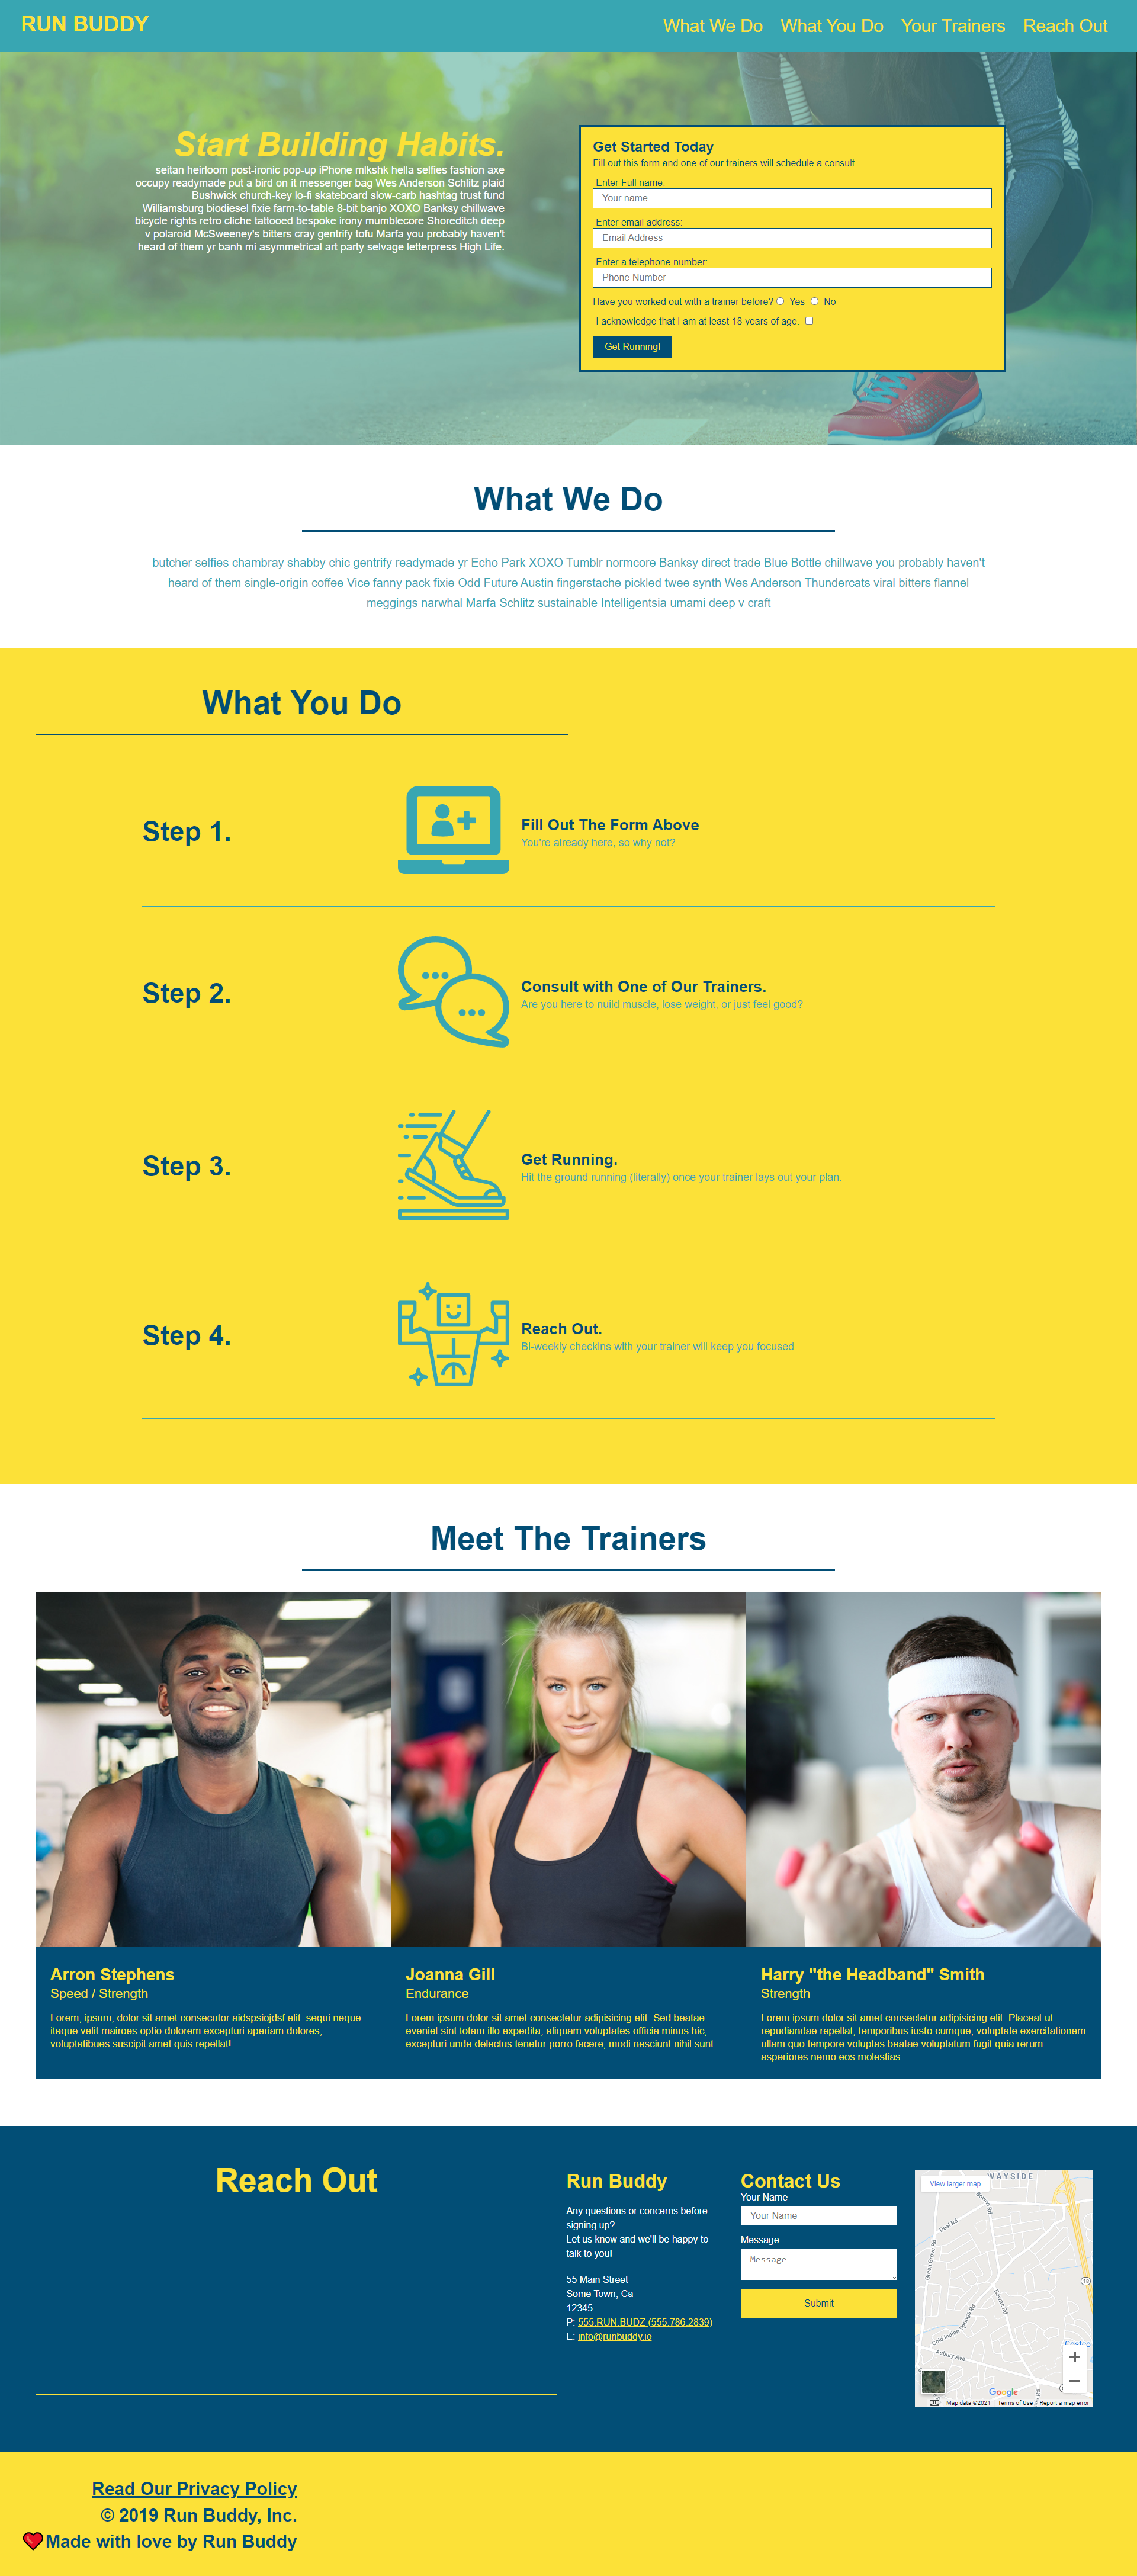 RUN BUDDY
What We Do What You Do Your Trainers Reach Out
Start Building Habits.
seitan heirloom post-ironic pop-up iPhone mlkshk hella selfies fashion axe
occupy readymade put a bird on it messenger bag Wes Anderson Schlitz plaid
Bushwick church-key lo-fi skateboard slow-carb hashtag trust fund
Williamsburg biodiesel fixie farm-to-table 8-bit banjo XOXO Banksy chillwave
bicycle rights retro cliche tattooed bespoke irony mumblecore Shoreditch deep
v polaroid McSweeney's bitters cray gentrify tofu Marfa you probably haven't
heard of them yr banh mi asymmetrical art party selvage letterpress High Life.
Get Started Today
Fill out this form and one of our trainers will schedule a consult
Enter Full name:
Your name
Enter email address:
Email Address
Enter a telephone number:
Phone Number
Have you worked out with a trainer before? Yes No
I acknowledge that I am at least 18 years of age.
Get Running!
What We Do
butcher selfies chambray shabby chic gentrify readymade yr Echo Park XOXO Tumblr normcore Banksy direct trade Blue Bottle chillwave you probably haven't
heard of them single-origin coffee Vice fanny pack fixie Odd Future Austin fingerstache pickled twee synth Wes Anderson Thundercats viral bitters flannel
meggings narwhal Marfa Schlitz sustainable Intelligentsia umami deep v craft
What You Do
Step 1.
Fill Out The Form Above
You're already here, so why not?
Step 2.
Consult with One of Our Trainers.
Are you here to nuild muscle, lose weight, or just feel good?
Step 3.
Get Running.
Hit the ground running (literally) once your trainer lays out your plan.
Step 4.
Reach Out.
Bi-weekly checkins with your trainer will keep you focused
Meet The Trainers
Arron Stephens
Speed / Strength
Lorem, ipsum, dolor sit amet consecutor aidspsiojdsf elit. sequi neque
itaque velit mairoes optio dolorem excepturi aperiam dolores,
voluptatibues suscipit amet quis repellat!
Joanna Gill
Endurance
Lorem ipsum dolor sit amet consectetur adipisicing elit. Sed beatae
eveniet sint totam illo expedita, aliquam voluptates officia minus hic,
excepturi unde delectus tenetur porro facere, modi nesciunt nihil sunt.
Harry "the Headband" Smith
Strength
Lorem ipsum dolor sit amet consectetur adipisicing elit. Placeat ut
repudiandae repellat, temporibus iusto cumque, voluptate exercitationem
ullam quo tempore voluptas beatae voluptatum fugit quia rerum
asperiores nemo eos molestias.
Reach Out
Run Buddy
Any questions or concerns before
signing up?
Let us know and we'll be happy to
talk to you!
55 Main Street
Some Town, Ca
12345
P: 555.RUN.BUDZ (555.786.2839)
E: info@runbuddy.io
Contact Us
Your Name
Your Name
Message
Message
Submit
WAYSIDE
View larger map
Bowne Rd
Deal Rd
Green Grove Rd
18
Bowne Rd
Cold Indian Springs Rd
Asbury Ave
Costco
Google
Map data ©2021 Terms of Use Report a map error
Read Our Privacy Policy
© 2019 Run Buddy, Inc.
Made with love by Run Buddy